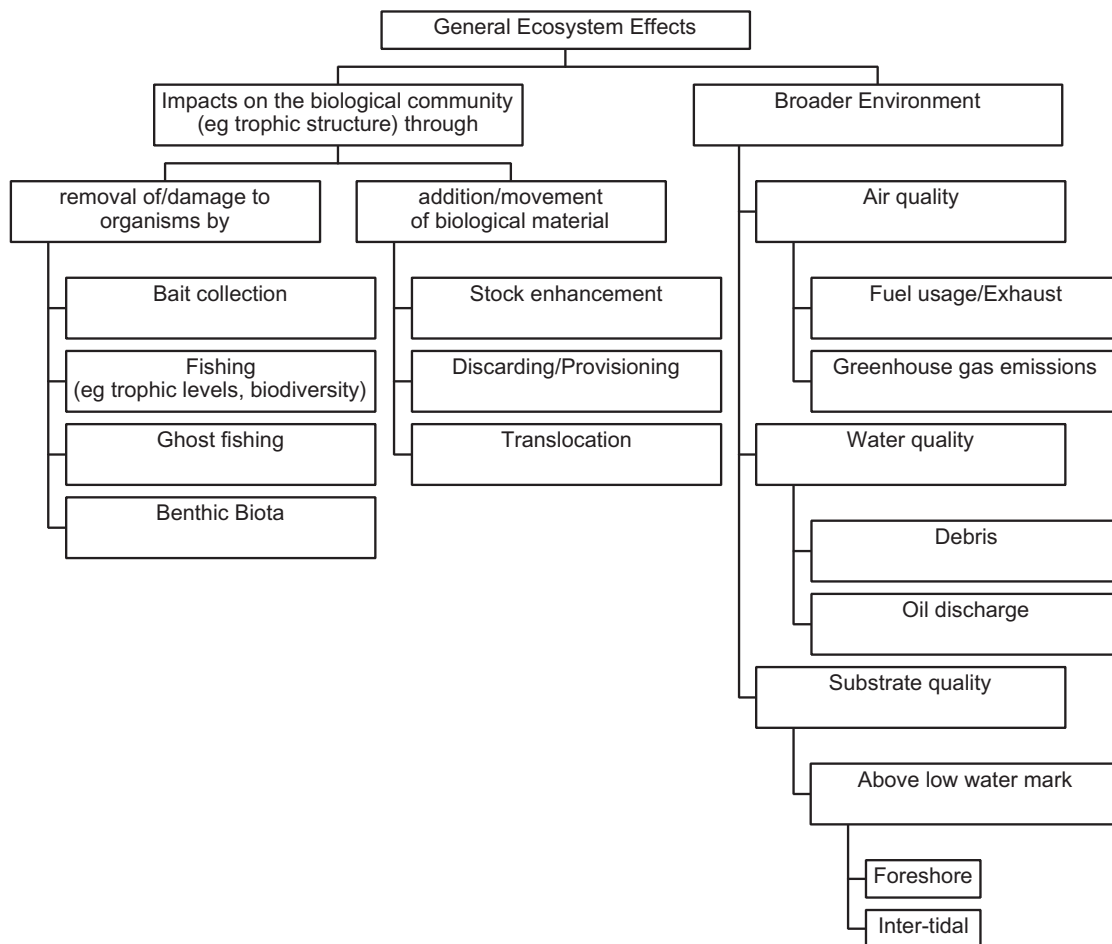 General Ecosystem Effects
Impacts on the biological community
(eg trophic structure) through
Broader Environment
removal of/damage to
organisms by
addition/movement
of biological material
Air quality
Bait collection
Stock enhancement
Fuel usage/Exhaust
Fishing
(eg trophic levels, biodiversity)
Discarding/Provisioning
Greenhouse gas emissions
Ghost fishing
Translocation
Water quality
Benthic Biota
Debris
Oil discharge
Substrate quality
Above low water mark
Foreshore
Inter-tidal